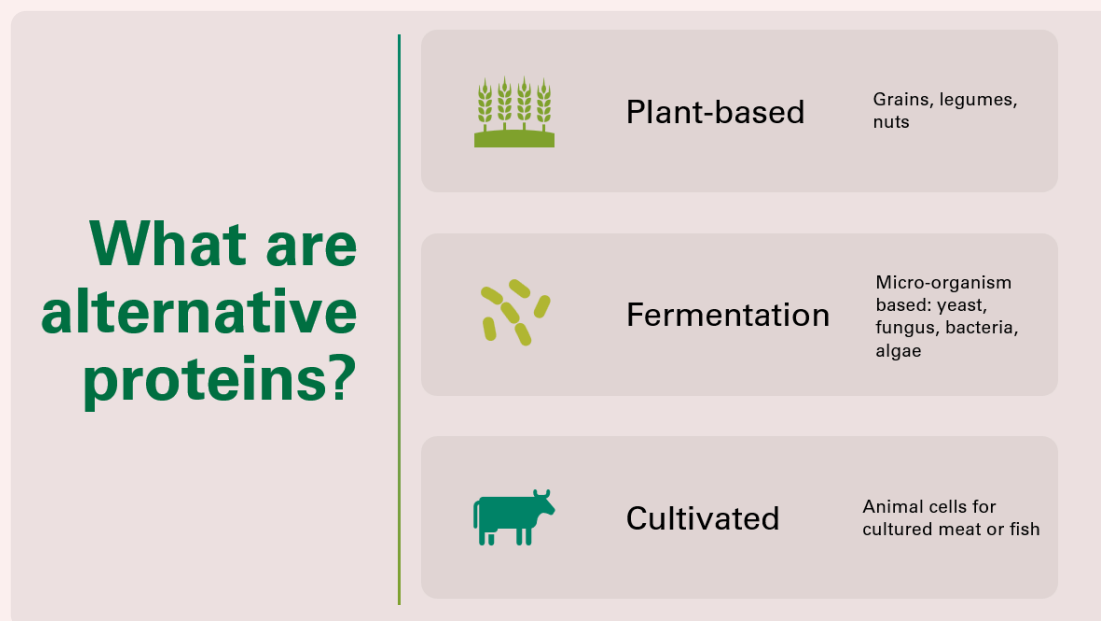 What are
alternative
proteins?
Plant-based
Grains, legumes,
nuts
Fermentation
Micro-organism
based: yeast,
fungus, bacteria,
algae
Cultivated
Animal cells for
cultured meat or fish